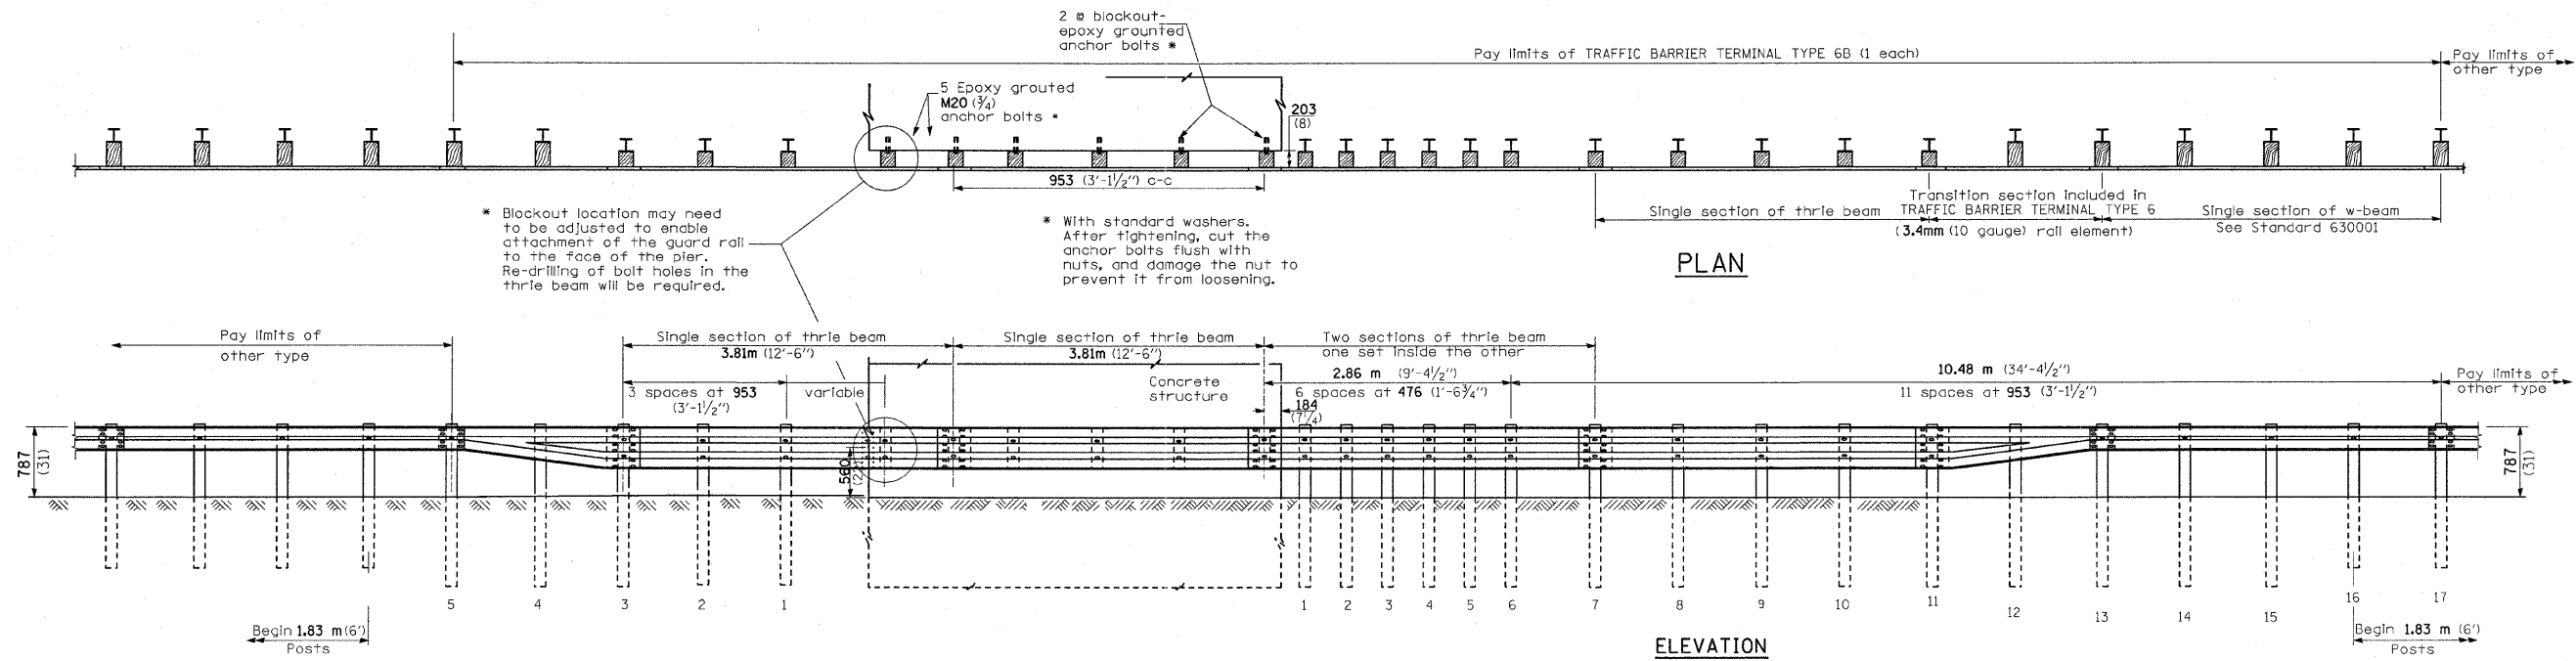 2 @ blockout-
epoxy grounted
anchor bolts *
Pay limits of TRAFFIC BARRIER TERMINAL TYPE 6B (1 each)
Pay limits of
other type
5 Epoxy grouted
M20 (3/4)
anchor bolts *
203
(8)
953 (3'-1 1/2") c-c
* Blockout location may need
to be adjusted to enable
attachment of the guard rail
to the face of the pier.
Re-drilling of bolt holes in the
thrie beam will be required.
* With standard washers.
After tightening, cut the
anchor bolts flush with
nuts, and damage the nut to
prevent it from loosening.
Single section of thrie beam
Transition section included in
TRAFFIC BARRIER TERMINAL TYPE 6
(3.4mm (10 gauge) rail element)
Single section of w-beam
See Standard 630001
PLAN
Pay limits of
other type
Single section of thrie beam
3.81m (12'-6")
Single section of thrie beam
3.81m (12'-6")
Two sections of thrie beam
one set inside the other
3 spaces at 953
(3'-1 1/2")
variable
Concrete
structure
2.86 m (9'-4 1/2")
6 spaces at 476 (1'-6 3/4")
10.48 m (34'-4 1/2")
11 spaces at 953 (3'-1 1/2")
Pay limits of
other type
184
(7 1/4)
787
(31)
560
787
(31)
5 4 3 2 1 1 2 3 4 5 6 7 8 9 10 11 12 13 14 15 16 17
Begin 1.83 m (6')
Posts
Begin 1.83 m (6')
Posts
ELEVATION